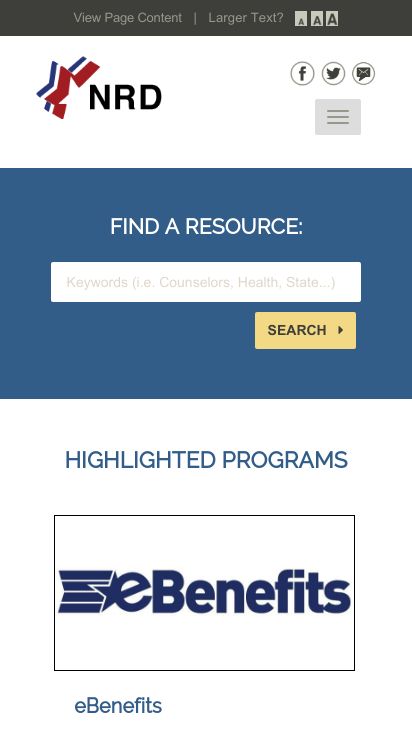 View Page Content | Larger Text? A A A
NRD
FIND A RESOURCE:
Keywords (i.e. Counselors, Health, State...)
SEARCH
HIGHLIGHTED PROGRAMS
eBenefits
eBenefits